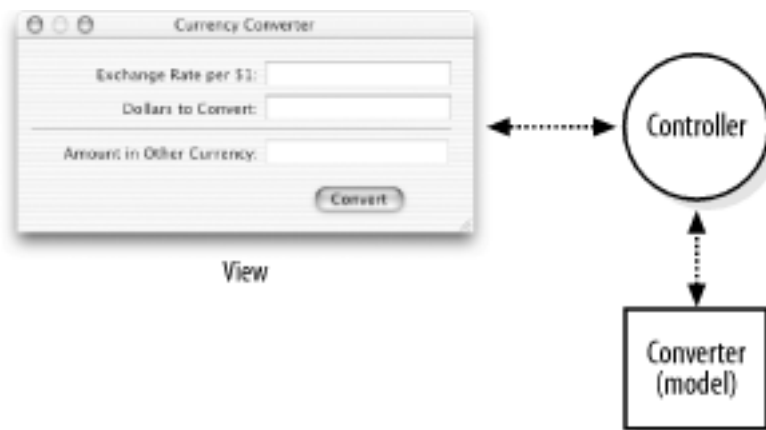 Currency Converter
Exchange Rate per $1:
Dollars to Convert:
Amount in Other Currency:
Convert
View
Controller
Converter
(model)